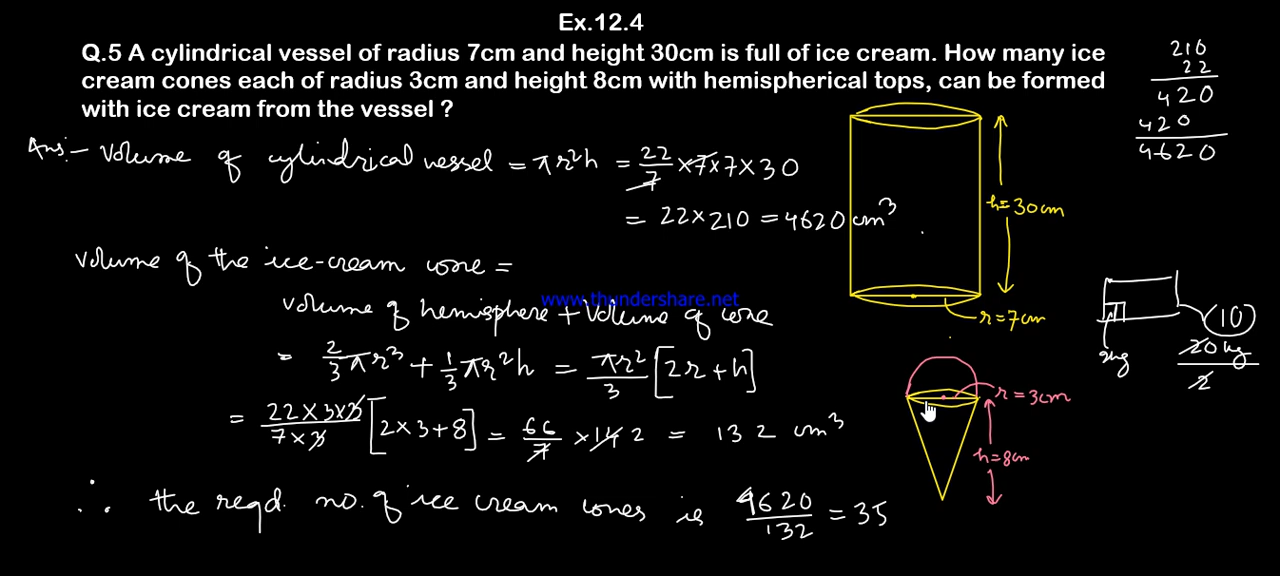 Ex.12.4
Q.5 A cylindrical vessel of radius 7cm and height 30cm is full of ice cream. How many ice
cream cones each of radius 3cm and height 8cm with hemispherical tops, can be formed
with ice cream from the vessel ?
210
22
420
420
4620
Ans:- Volume of cylindrical vessel = πr²h = 22/7 × 7 × 7 × 30
= 22 × 210 = 4620 cm³
h = 30cm
r = 7cm
Volume of the ice-cream cone =
www.thundershare.net
volume of hemisphere + Volume of cone
= 2/3 πr³ + 1/3 πr²h = πr²/3 [2r + h]
= 22 × 3 × 3 / 7 × 3 [2 × 3 + 8] = 66/7 × 14 2 = 132 cm³
r = 3cm
h = 8cm
2kg
10
20 kg
2
∴ the reqd. no. of ice cream cones is 4620/132 = 35